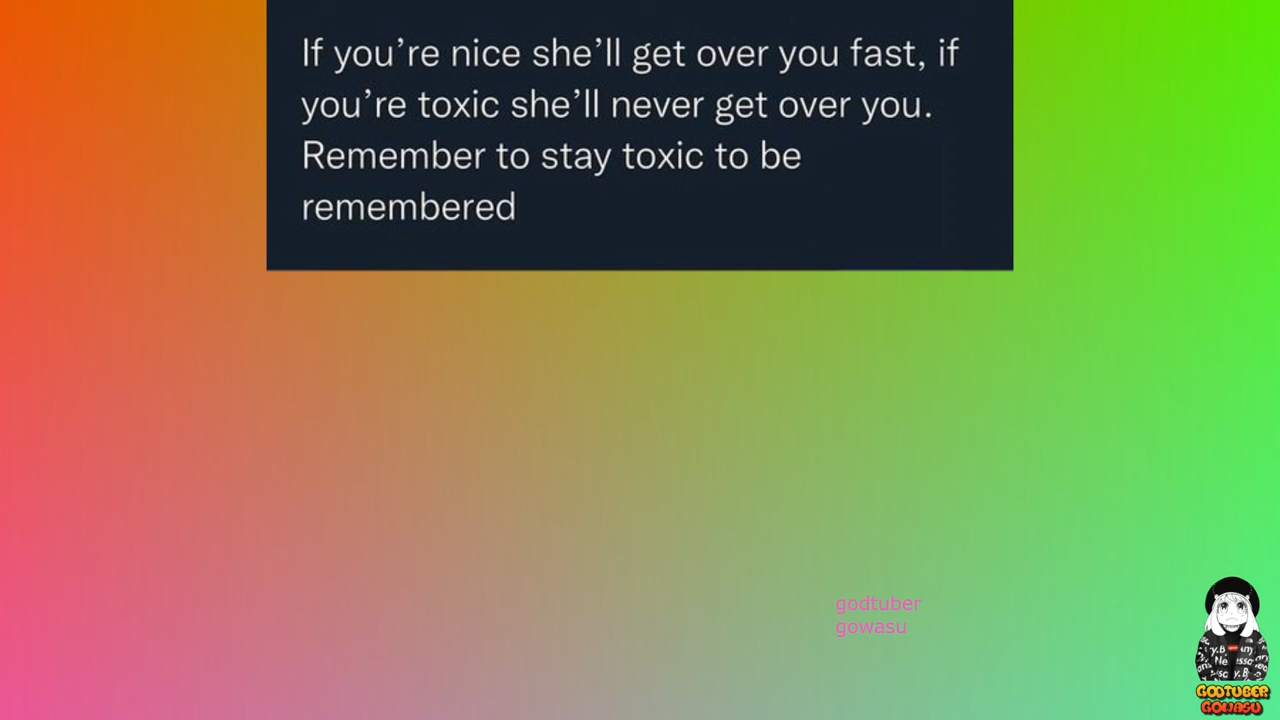 If you’re nice she’ll get over you fast, if
you’re toxic she’ll never get over you.
Remember to stay toxic to be
remembered
godtuber
gowasu
GODTUBER
GOWASU